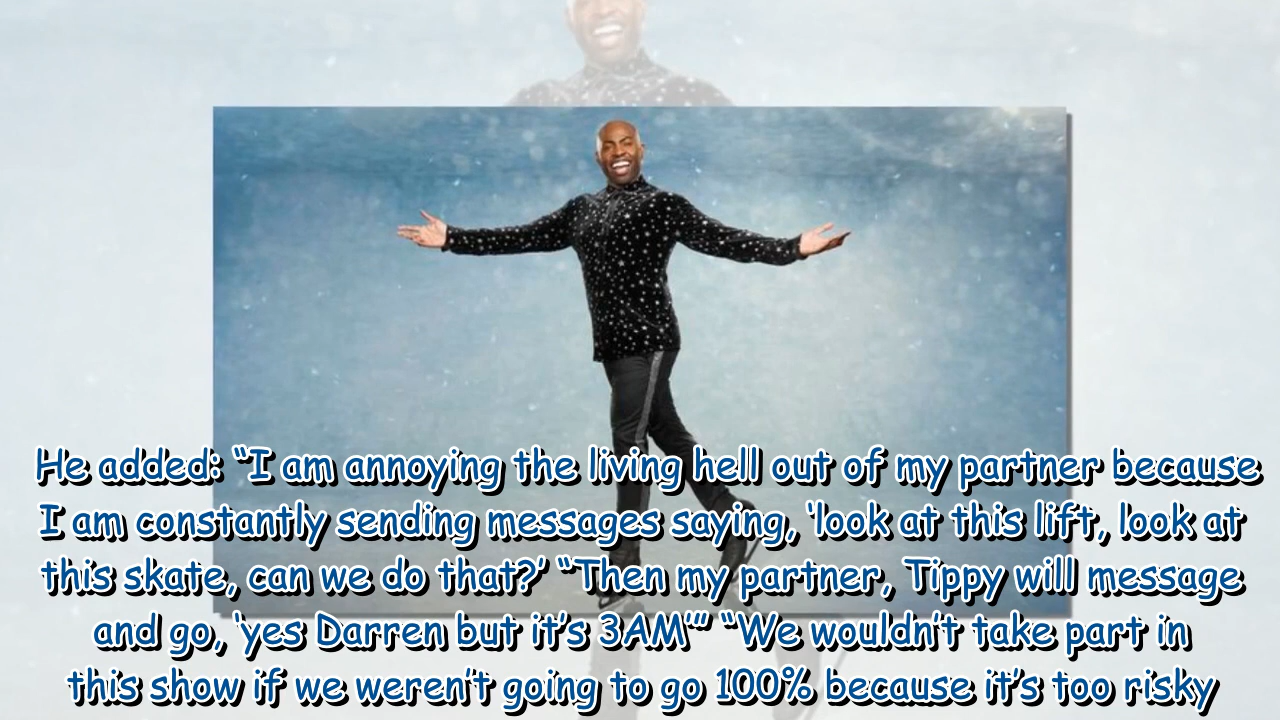 He added: “I am annoying the living hell out of my partner because
I am constantly sending messages saying, ‘look at this lift, look at
this skate, can we do that?’ “Then my partner, Tippy will message
and go, ‘yes Darren but it’s 3AM’” “We wouldn’t take part in
this show if we weren’t going to go 100% because it’s too risky